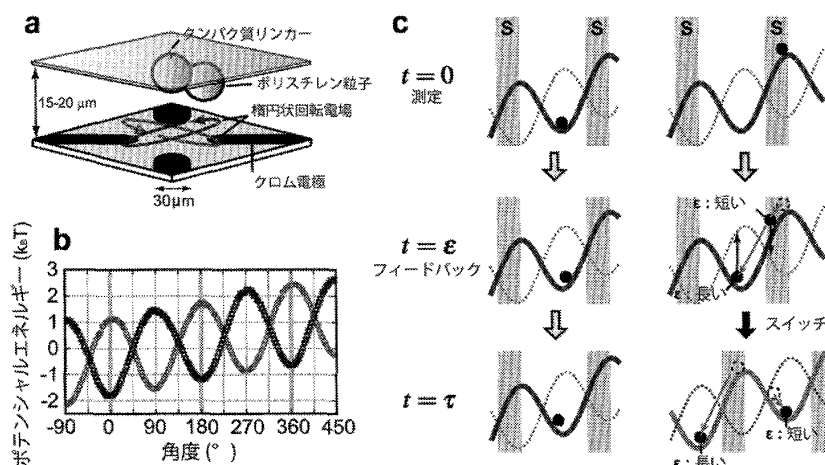 a
タンパク質リンカー
ポリスチレン粒子
15-20 μm
楕円状回転電場
クロム電極
30μm
b
ポテンシャルエネルギー (kBT)
3
2
1
0
-1
-2
-90 0 90 180 270 360 450
角度(°)
c
S S S S
t = 0
測定
t = ε
フィードバック
ε : 短い
ε : 長い
スイッチ
t = τ
ε : 短い
ε : 長い